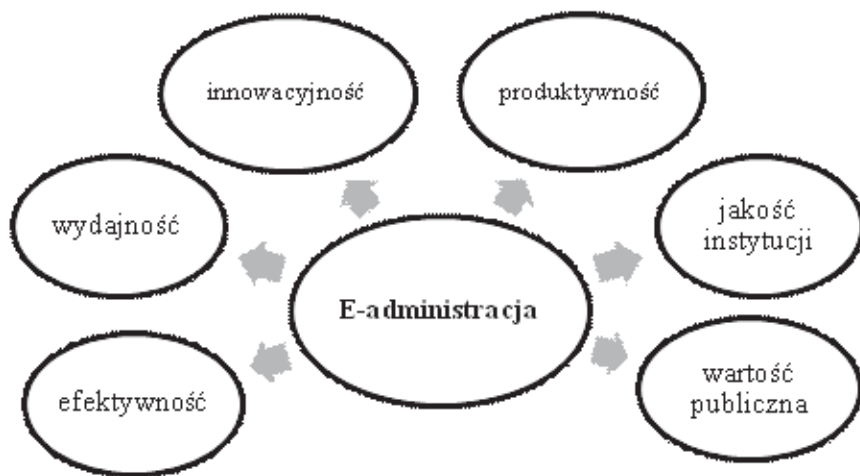 innowacyjność
produktywność
wydajność
jakość
instytucji
E-administracja
efektywność
wartość
publiczna